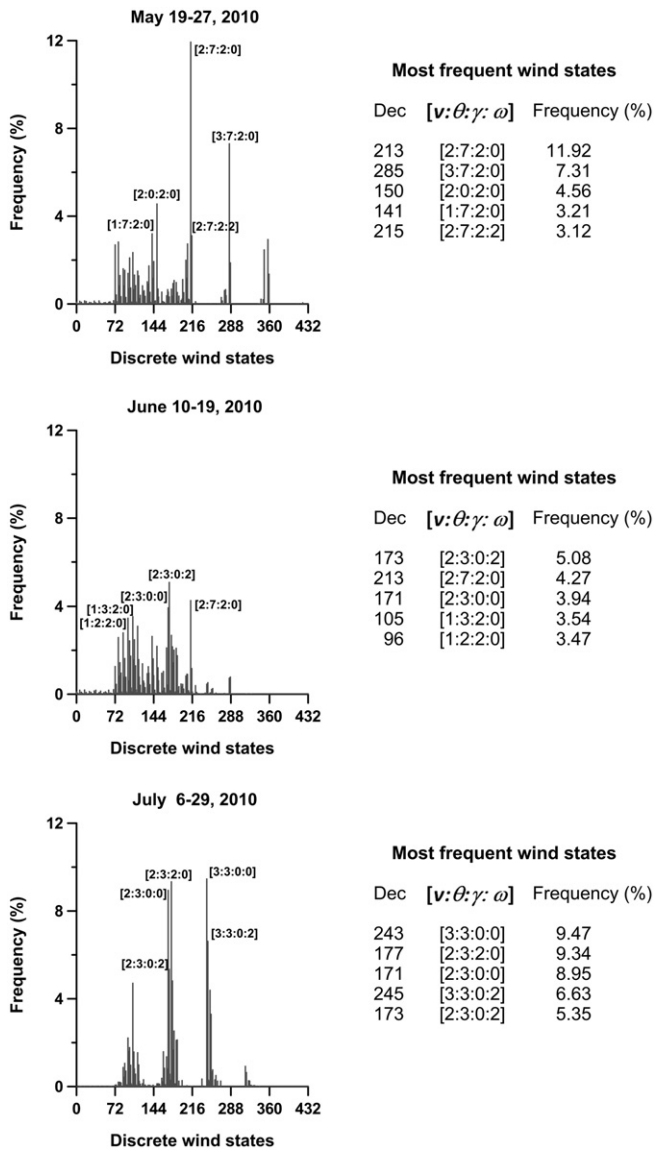 May 19-27, 2010
12
8
4
0
Frequency (%)
[2:7:2:0]
[3:7:2:0]
[2:0:2:0]
[1:7:2:0]
[2:7:2:2]
0 72 144 216 288 360 432
Discrete wind states
Most frequent wind states
Dec [v:θ:γ: ω] Frequency (%)
213 [2:7:2:0] 11.92
285 [3:7:2:0] 7.31
150 [2:0:2:0] 4.56
141 [1:7:2:0] 3.21
215 [2:7:2:2] 3.12
June 10-19, 2010
12
8
4
0
Frequency (%)
[2:3:0:2]
[2:3:0:0]
[1:3:2:0]
[2:7:2:0]
[1:2:2:0]
0 72 144 216 288 360 432
Discrete wind states
Most frequent wind states
Dec [v:θ:γ: ω] Frequency (%)
173 [2:3:0:2] 5.08
213 [2:7:2:0] 4.27
171 [2:3:0:0] 3.94
105 [1:3:2:0] 3.54
96 [1:2:2:0] 3.47
July 6-29, 2010
12
8
4
0
Frequency (%)
[2:3:2:0]
[3:3:0:0]
[2:3:0:0]
[3:3:0:2]
[2:3:0:2]
0 72 144 216 288 360 432
Discrete wind states
Most frequent wind states
Dec [v:θ:γ: ω] Frequency (%)
243 [3:3:0:0] 9.47
177 [2:3:2:0] 9.34
171 [2:3:0:0] 8.95
245 [3:3:0:2] 6.63
173 [2:3:0:2] 5.35